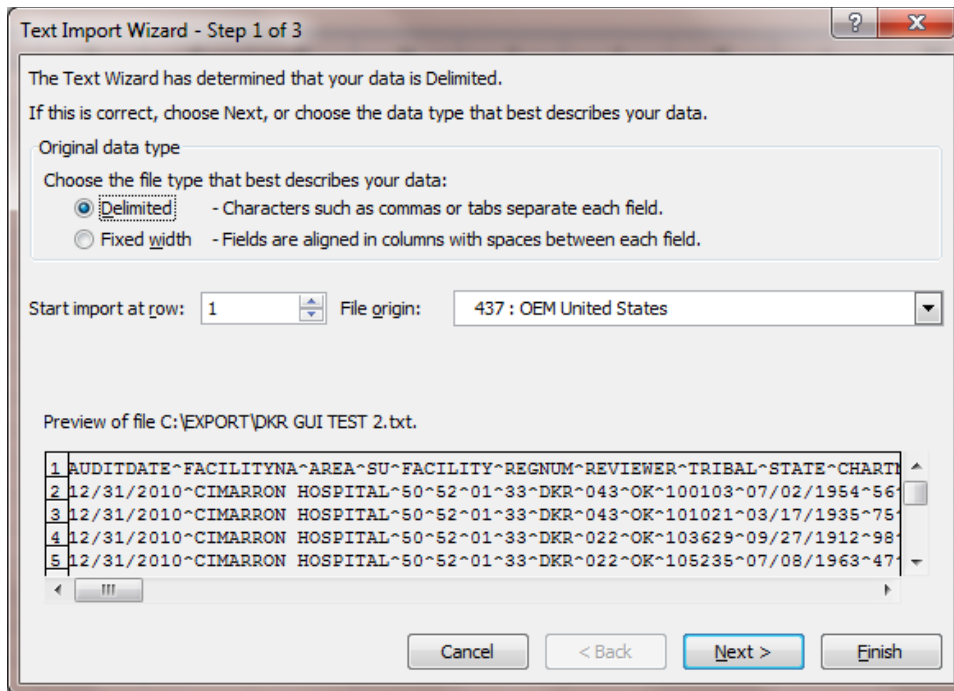 Text Import Wizard - Step 1 of 3
The Text Wizard has determined that your data is Delimited.
If this is correct, choose Next, or choose the data type that best describes your data.
Original data type
Choose the file type that best describes your data:
Delimited - Characters such as commas or tabs separate each field.
Fixed width - Fields are aligned in columns with spaces between each field.
Start import at row: 1 File origin: 437 : OEM United States
Preview of file C:\EXPORT\DKR GUI TEST 2.txt.
1 AUDITDATE^FACILITYNA^AREA^SU^FACILITY^REGNUM^REVIEWER^TRIBAL^STATE^CHARTN
2 12/31/2010^CIMARRON HOSPITAL^50^52^01^33^DKR^043^OK^100103^07/02/1954^56^
3 12/31/2010^CIMARRON HOSPITAL^50^52^01^33^DKR^043^OK^101021^03/17/1935^75^
4 12/31/2010^CIMARRON HOSPITAL^50^52^01^33^DKR^022^OK^103629^09/27/1912^98^
5 12/31/2010^CIMARRON HOSPITAL^50^52^01^33^DKR^022^OK^105235^07/08/1963^47^
Cancel < Back Next > Finish